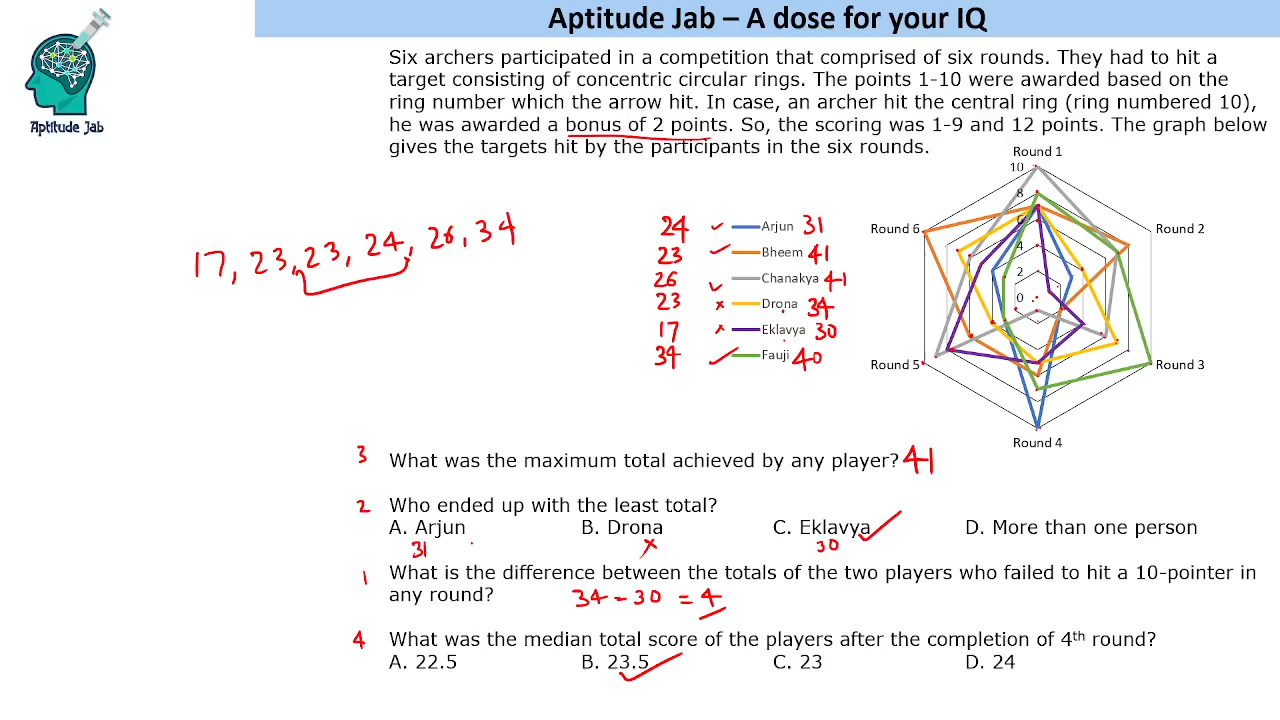 Aptitude Jab – A dose for your IQ
Aptitude Jab
Six archers participated in a competition that comprised of six rounds. They had to hit a
target consisting of concentric circular rings. The points 1-10 were awarded based on the
ring number which the arrow hit. In case, an archer hit the central ring (ring numbered 10),
he was awarded a bonus of 2 points. So, the scoring was 1-9 and 12 points. The graph below
gives the targets hit by the participants in the six rounds.
Round 1
10
8
6
4
2
0
Round 2
Round 3
Round 4
Round 5
Round 6
17, 23, 23, 24, 26, 34
24 Arjun 31
23 Bheem 41
26 Chanakya 41
23 Drona 34
17 Eklavya 30
34 Fauji 40
3 What was the maximum total achieved by any player? 41
2 Who ended up with the least total?
A. Arjun B. Drona C. Eklavya D. More than one person
31 30
1 What is the difference between the totals of the two players who failed to hit a 10-pointer in
any round? 34 - 30 = 4
4 What was the median total score of the players after the completion of 4th round?
A. 22.5 B. 23.5 C. 23 D. 24